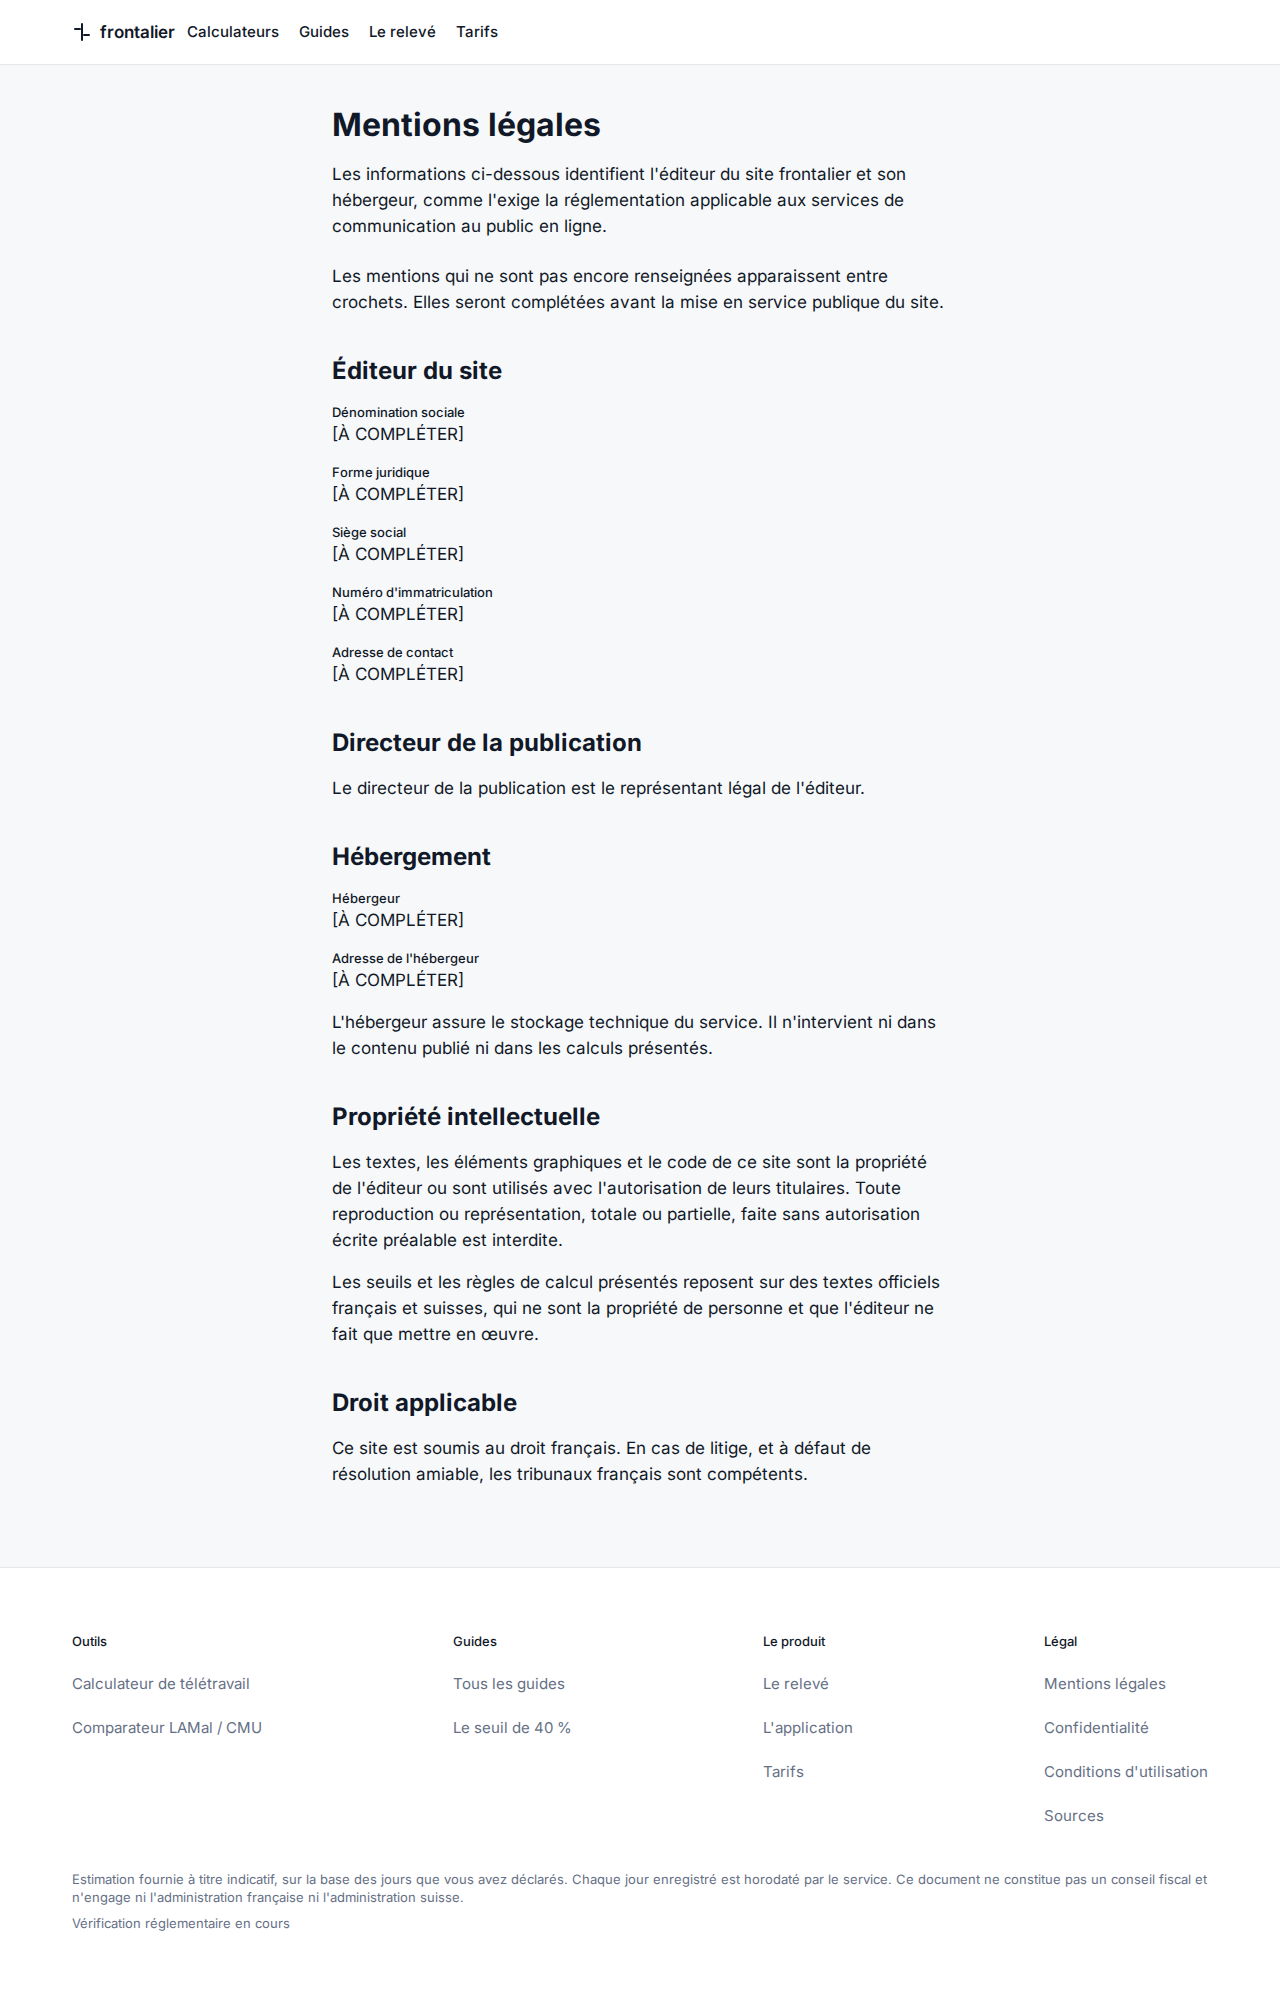 frontalier Calculateurs Guides Le relevé Tarifs
Mentions légales
Les informations ci-dessous identifient l'éditeur du site frontalier et son
hébergeur, comme l'exige la réglementation applicable aux services de
communication au public en ligne.
Les mentions qui ne sont pas encore renseignées apparaissent entre
crochets. Elles seront complétées avant la mise en service publique du site.
Éditeur du site
Dénomination sociale
[À COMPLÉTER]
Forme juridique
[À COMPLÉTER]
Siège social
[À COMPLÉTER]
Numéro d'immatriculation
[À COMPLÉTER]
Adresse de contact
[À COMPLÉTER]
Directeur de la publication
Le directeur de la publication est le représentant légal de l'éditeur.
Hébergement
Hébergeur
[À COMPLÉTER]
Adresse de l'hébergeur
[À COMPLÉTER]
L'hébergeur assure le stockage technique du service. Il n'intervient ni dans
le contenu publié ni dans les calculs présentés.
Propriété intellectuelle
Les textes, les éléments graphiques et le code de ce site sont la propriété
de l'éditeur ou sont utilisés avec l'autorisation de leurs titulaires. Toute
reproduction ou représentation, totale ou partielle, faite sans autorisation
écrite préalable est interdite.
Les seuils et les règles de calcul présentés reposent sur des textes officiels
français et suisses, qui ne sont la propriété de personne et que l'éditeur ne
fait que mettre en œuvre.
Droit applicable
Ce site est soumis au droit français. En cas de litige, et à défaut de
résolution amiable, les tribunaux français sont compétents.
Outils
Calculateur de télétravail
Comparateur LAMal / CMU
Guides
Tous les guides
Le seuil de 40 %
Le produit
Le relevé
L'application
Tarifs
Légal
Mentions légales
Confidentialité
Conditions d'utilisation
Sources
Estimation fournie à titre indicatif, sur la base des jours que vous avez déclarés. Chaque jour enregistré est horodaté par le service. Ce document ne constitue pas un conseil fiscal et
n'engage ni l'administration française ni l'administration suisse.
Vérification réglementaire en cours